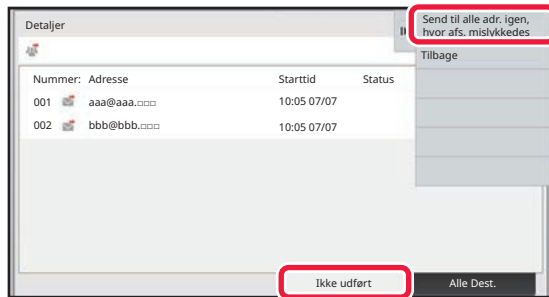 Detaljer
Send til alle adr. igen,
hvor afs. mislykkedes
Tilbage
Nummer: Adresse Starttid Status
001 aaa@aaa.□□□ 10:05 07/07
002 bbb@bbb.□□□ 10:05 07/07
Ikke udført Alle Dest.